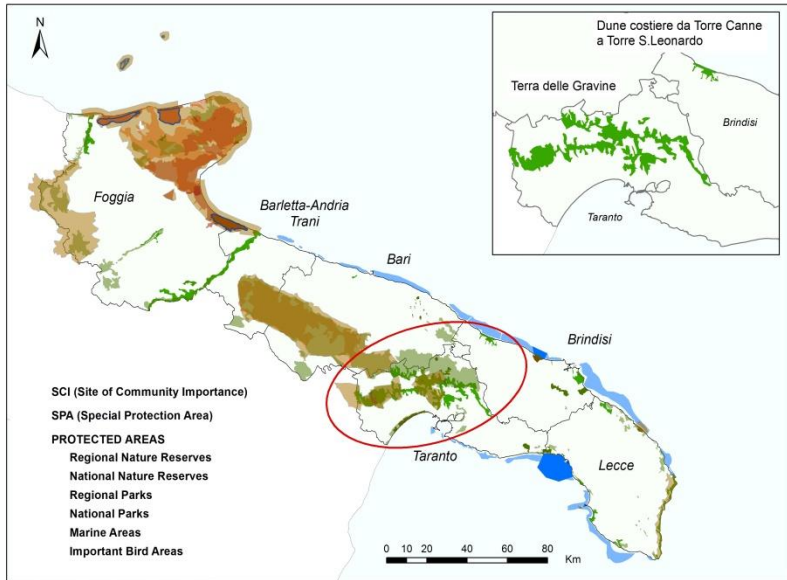 N
Dune costiere da Torre Canne
a Torre S.Leonardo
Terra delle Gravine
Brindisi
Taranto
Foggia
Barletta-Andria
Trani
Bari
Brindisi
Taranto
Lecce
SCI (Site of Community Importance)
SPA (Special Protection Area)
PROTECTED AREAS
Regional Nature Reserves
National Nature Reserves
Regional Parks
National Parks
Marine Areas
Important Bird Areas
0 10 20 40 60 80
Km